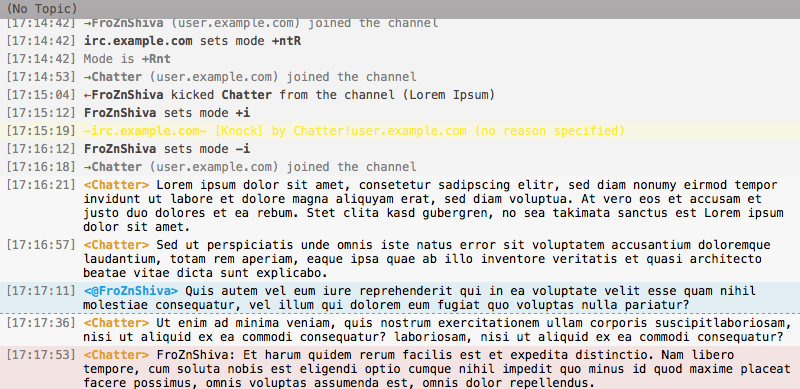 (No Topic)
[17:14:42] →FroZnShiva (user.example.com) joined the channel
[17:14:42] irc.example.com sets mode +ntR
[17:14:42] Mode is +Rnt
[17:14:53] →Chatter (user.example.com) joined the channel
[17:15:04] ←FroZnShiva kicked Chatter from the channel (Lorem Ipsum)
[17:15:12] FroZnShiva sets mode +i
[17:15:19] -irc.example.com- [Knock] by Chatter!user.example.com (no reason specified)
[17:16:12] FroZnShiva sets mode -i
[17:16:18] →Chatter (user.example.com) joined the channel
[17:16:21] <Chatter> Lorem ipsum dolor sit amet, consetetur sadipscing elitr, sed diam nonumy eirmod tempor
invidunt ut labore et dolore magna aliquyam erat, sed diam voluptua. At vero eos et accusam et
justo duo dolores et ea rebum. Stet clita kasd gubergren, no sea takimata sanctus est Lorem ipsum
dolor sit amet.
[17:16:57] <Chatter> Sed ut perspiciatis unde omnis iste natus error sit voluptatem accusantium doloremque
laudantium, totam rem aperiam, eaque ipsa quae ab illo inventore veritatis et quasi architecto
beatae vitae dicta sunt explicabo.
[17:17:11] <@FroZnShiva> Quis autem vel eum iure reprehenderit qui in ea voluptate velit esse quam nihil
molestiae consequatur, vel illum qui dolorem eum fugiat quo voluptas nulla pariatur?
[17:17:36] <Chatter> Ut enim ad minima veniam, quis nostrum exercitationem ullam corporis suscipitlaboriosam,
nisi ut aliquid ex ea commodi consequatur? laboriosam, nisi ut aliquid ex ea commodi consequatur?
[17:17:53] <Chatter> FroZnShiva: Et harum quidem rerum facilis est et expedita distinctio. Nam libero
tempore, cum soluta nobis est eligendi optio cumque nihil impedit quo minus id quod maxime placeat
facere possimus, omnis voluptas assumenda est, omnis dolor repellendus.